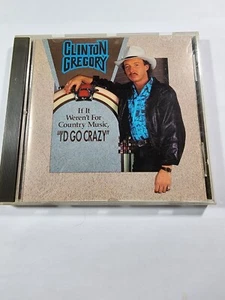 CLINTON
GREGORY
If It
Weren't For
Country Music,
"I'D GO CRAZY"